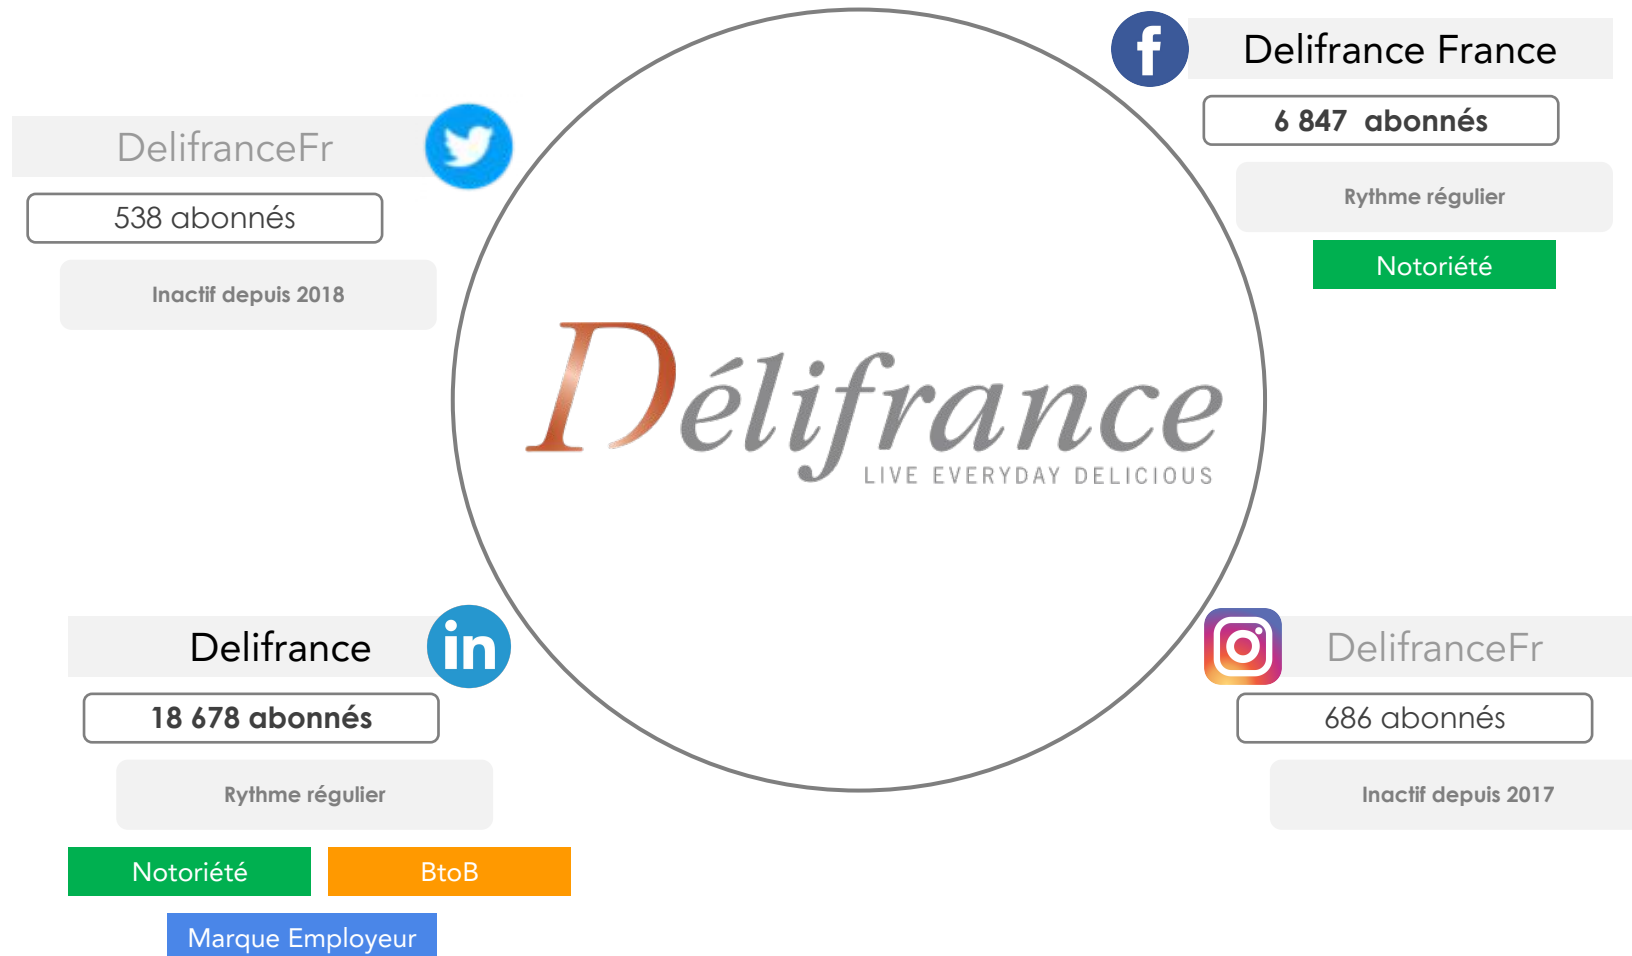 DelifranceFr
538 abonnés
Inactif depuis 2018
f
Delifrance France
6 847 abonnés
Rythme régulier
Notoriété
Délifrance
LIVE EVERYDAY DELICIOUS
Delifrance
in
18 678 abonnés
Rythme régulier
Notoriété
BtoB
Marque Employeur
DelifranceFr
686 abonnés
Inactif depuis 2017